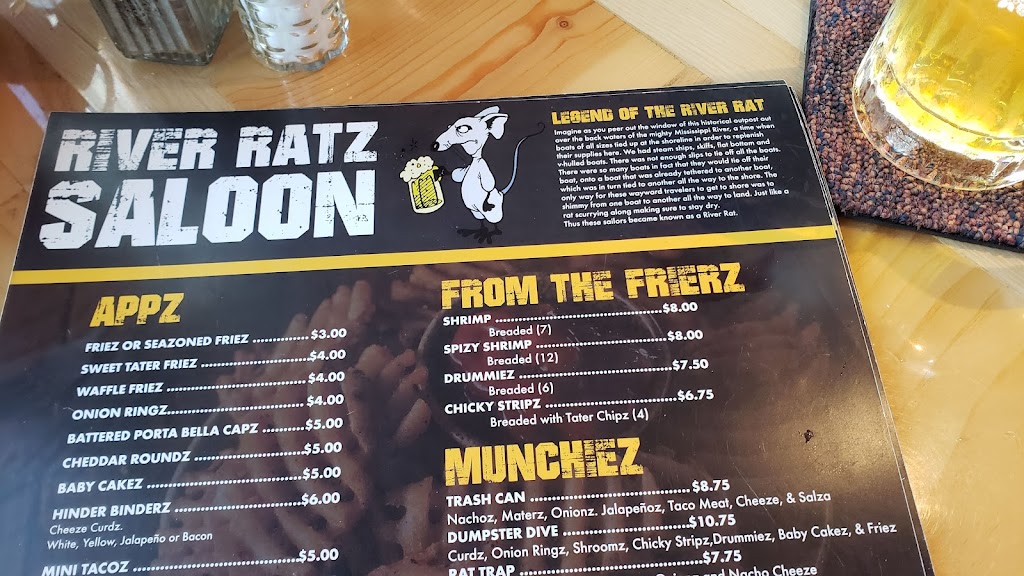 RIVER RATZ
SALOON
LEGEND OF THE RIVER RAT
Imagine as you peer out the window of this historical outpost out
over the back waters of the mighty Mississippi River, a time when
boats of all sizes tied up at the shoreline in order to replenish
their supplies here. We had steam ships, skiffs, flat bottom and
v-hulled boats. There was not enough slips to tie off all the boats.
There were so many boats in fact that they would tie off their
boats onto a boat that was already tethered to another boat,
which was in turn tied to another all the way to the shore. The
only way for these wayward travelers to get to shore was to
shimmy from one boat to another all the way to land. Just like a
rat scurrying along making sure to stay dry.
Thus these sailors became known as a River Rat.
APPZ
FRIEZ OR SEAZONED FRIEZ .............. $3.00
SWEET TATER FRIEZ .............. $4.00
WAFFLE FRIEZ .............. $4.00
ONION RINGZ.............. $4.00
BATTERED PORTA BELLA CAPZ .......... $5.00
CHEDDAR ROUNDZ .............. $5.00
BABY CAKEZ .............. $5.00
HINDER BINDERZ .............. $6.00
Cheeze Curdz.
White, Yellow, Jalapeño or Bacon
MINI TACOZ .............. $5.00
FROM THE FRIERZ
SHRIMP .............. $8.00
Breaded (7)
SPIZY SHRIMP .............. $8.00
Breaded (12)
DRUMMIEZ .............. $7.50
Breaded (6)
CHICKY STRIPZ .............. $6.75
Breaded with Tater Chipz (4)
MUNCHIEZ
TRASH CAN .............. $8.75
Nachoz, Materz, Onionz. Jalapeñoz, Taco Meat, Cheeze, & Salza
DUMPSTER DIVE .............. $10.75
Curdz, Onion Ringz, Shroomz, Chicky Stripz,Drummiez, Baby Cakez, & Friez
RAT TRAP .............. $7.75
and Nacho Cheeze